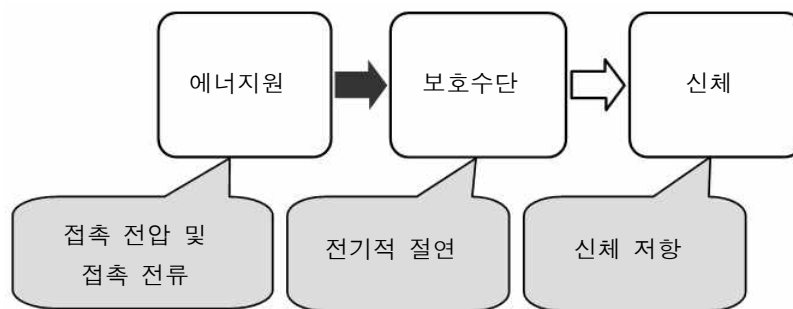 에너지원
보호수단
신체
접촉 전압 및
접촉 전류
전기적 절연
신체 저항